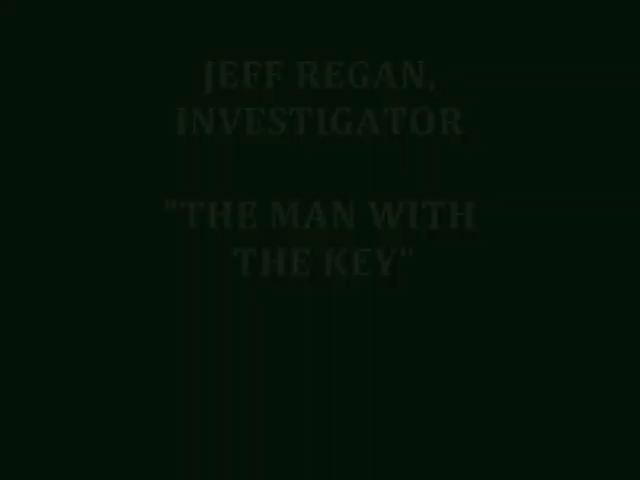 JEFF REGAN,
INVESTIGATOR
"THE MAN WITH
THE KEY"